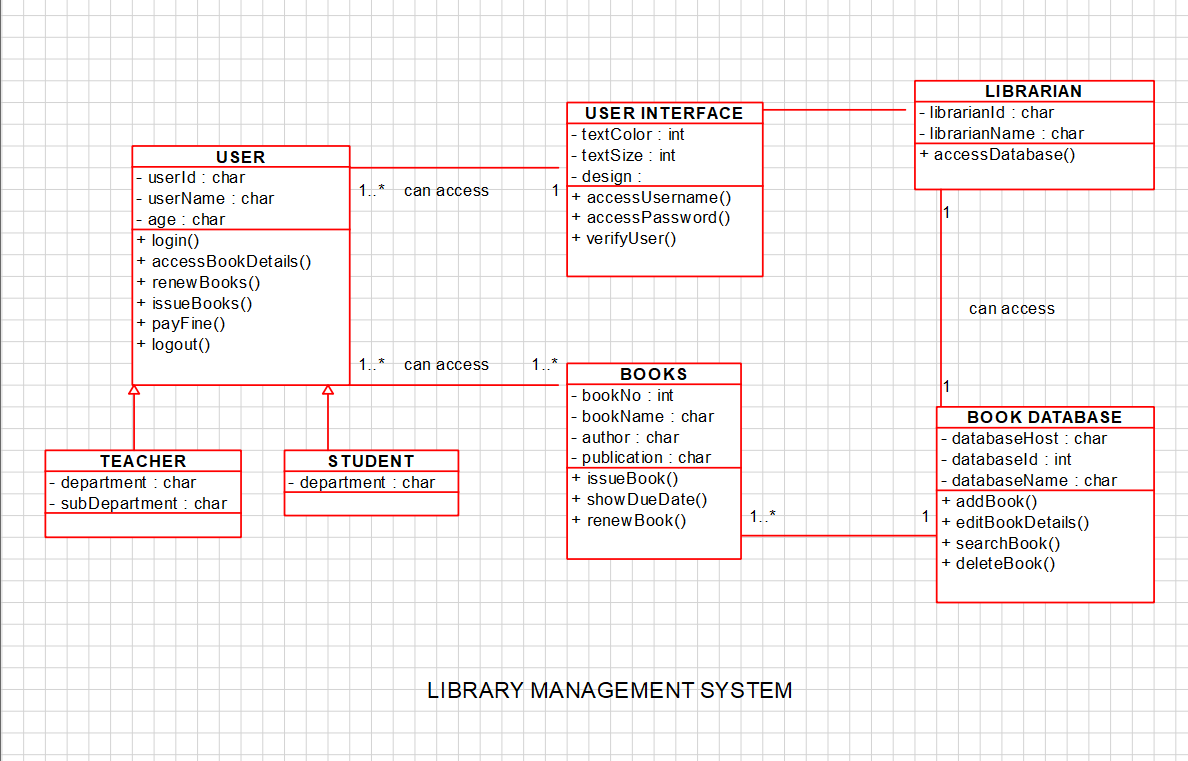 USER
- userId : char
- userName : char
- age : char
+ login()
+ accessBookDetails()
+ renewBooks()
+ issueBooks()
+ payFine()
+ logout()
1..* can access 1
USER INTERFACE
- textColor : int
- textSize : int
- design :
+ accessUsername()
+ accessPassword()
+ verifyUser()
LIBRARIAN
- librarianId : char
- librarianName : char
+ accessDatabase()
1
can access
1
1..* can access 1..*
BOOKS
- bookNo : int
- bookName : char
- author : char
- publication : char
+ issueBook()
+ showDueDate()
+ renewBook()
1..* 1
BOOK DATABASE
- databaseHost : char
- databaseId : int
- databaseName : char
+ addBook()
+ editBookDetails()
+ searchBook()
+ deleteBook()
TEACHER
- department : char
- subDepartment : char
STUDENT
- department : char
LIBRARY MANAGEMENT SYSTEM